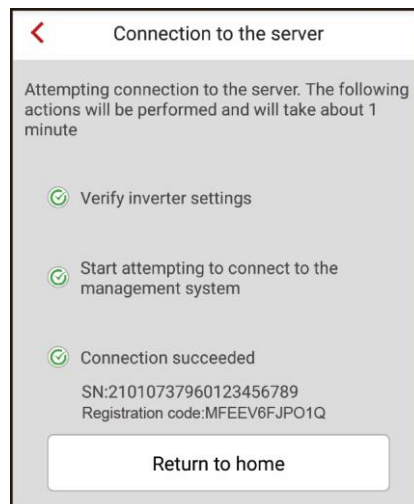 Connection to the server
Attempting connection to the server. The following
actions will be performed and will take about 1
minute
Verify inverter settings
Start attempting to connect to the
management system
Connection succeeded
SN:21010737960123456789
Registration code:MFEEV6FJPO1Q
Return to home